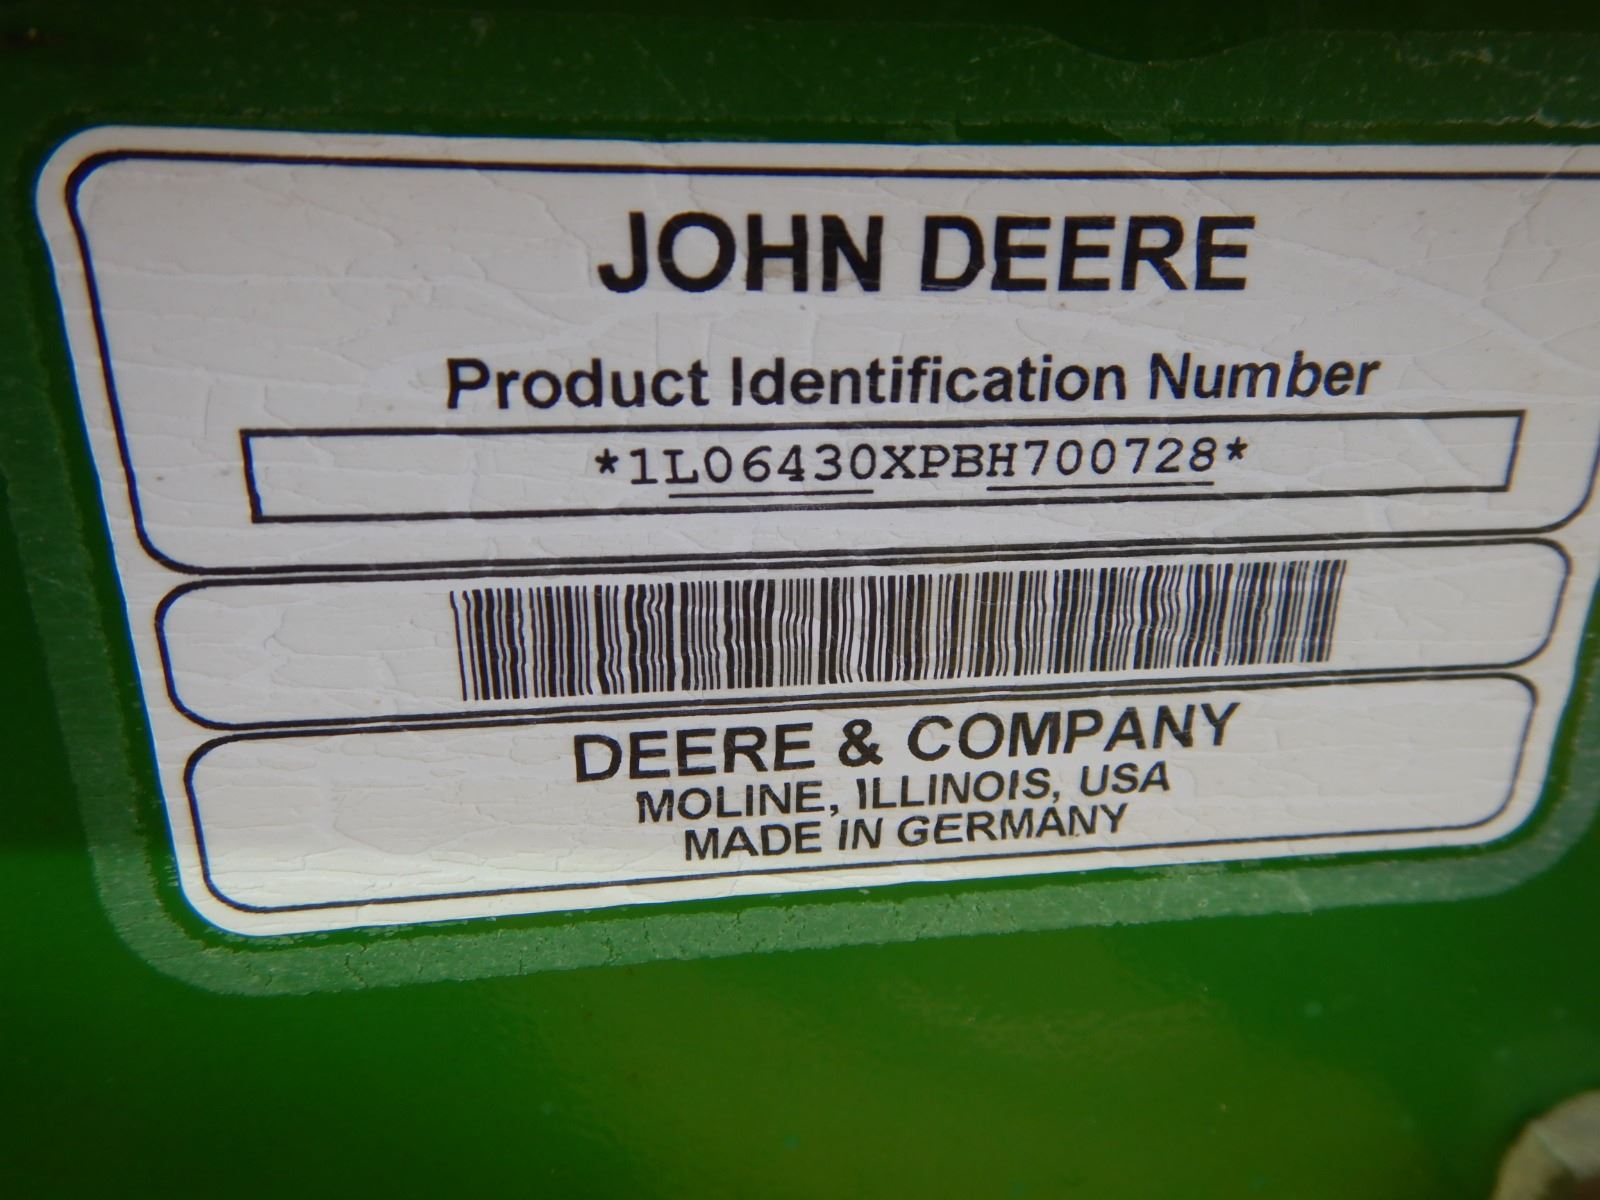 JOHN DEERE
Product Identification Number
*1L06430XPBH700728*
DEERE & COMPANY
MOLINE, ILLINOIS, USA
MADE IN GERMANY